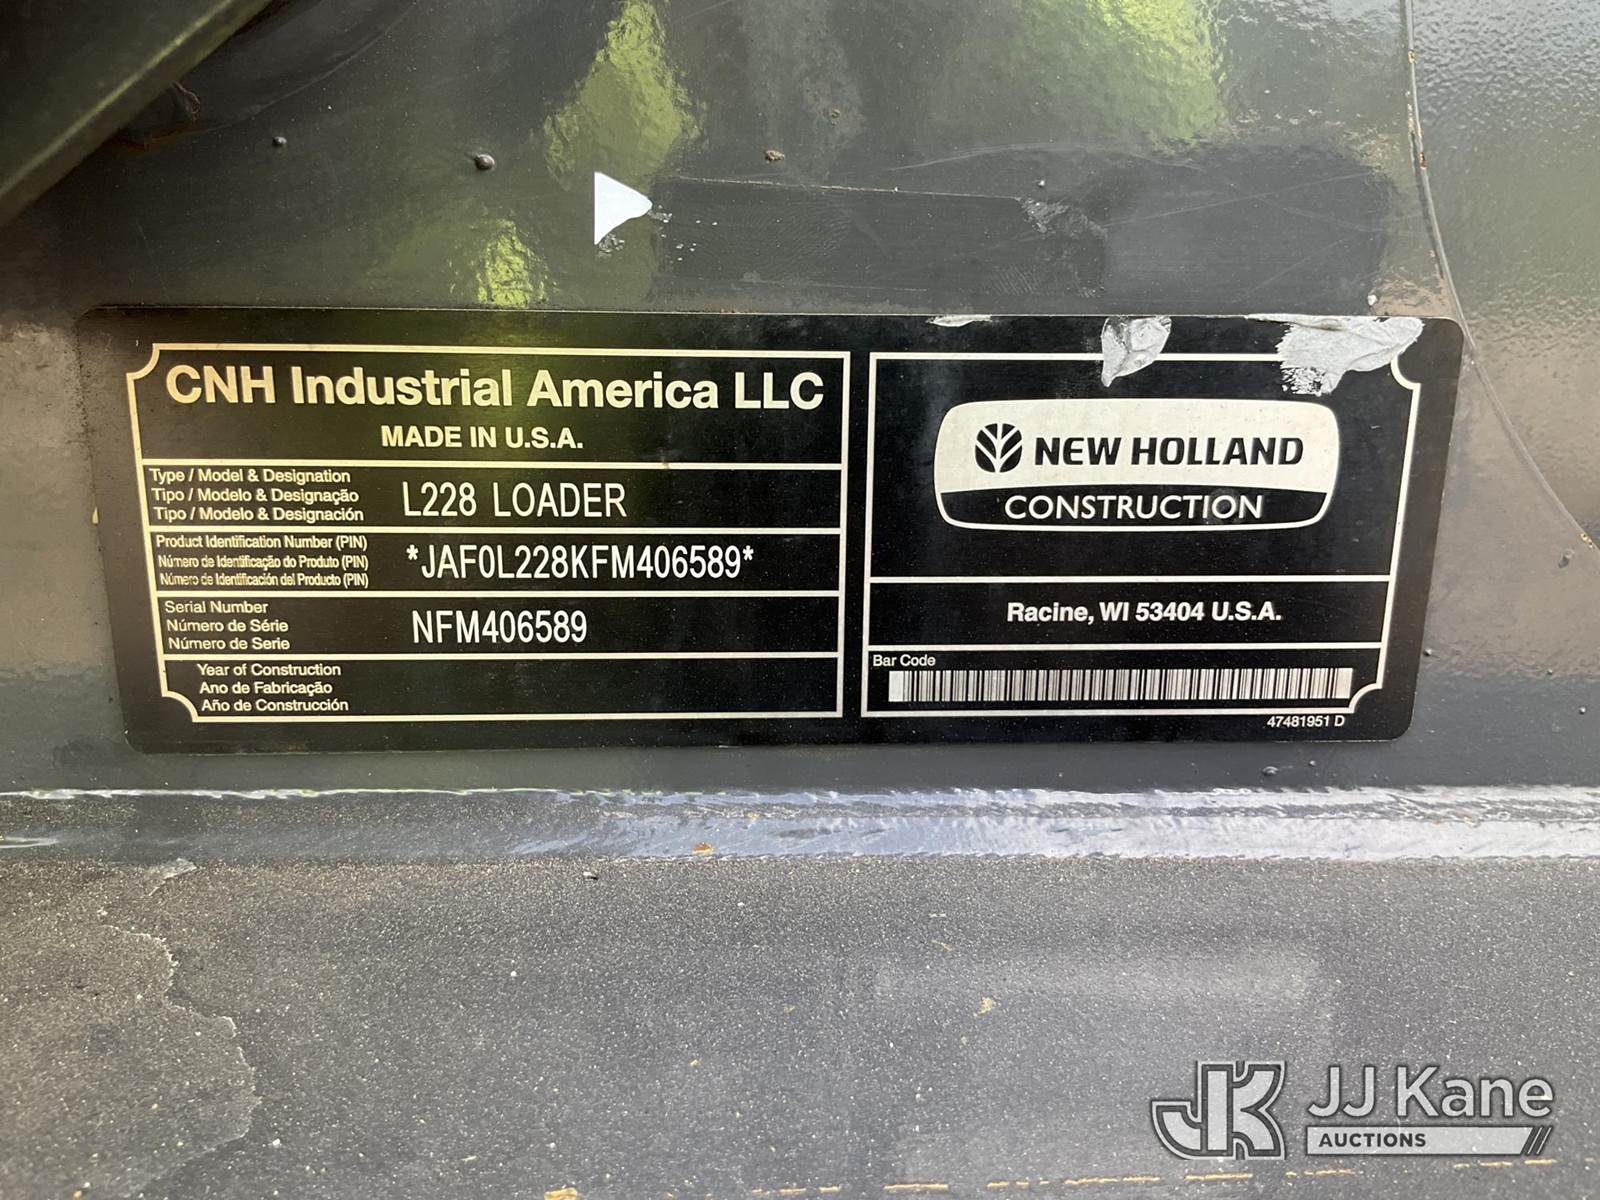 CNH Industrial America LLC
MADE IN U.S.A.
Type / Model & Designation
Tipo / Modelo & Designação
Tipo / Modelo & Designación
L228 LOADER
Product Identification Number (PIN)
Número de Identificação do Produto (PIN)
Número de Identificación del Producto (PIN)
*JAF0L228KFM406589*
Serial Number
Número de Série
Número de Serie
NFM406589
Year of Construction
Ano de Fabricação
Año de Construcción
NEW HOLLAND
CONSTRUCTION
Racine, WI 53404 U.S.A.
Bar Code
47481951 D
JK JJ Kane
AUCTIONS